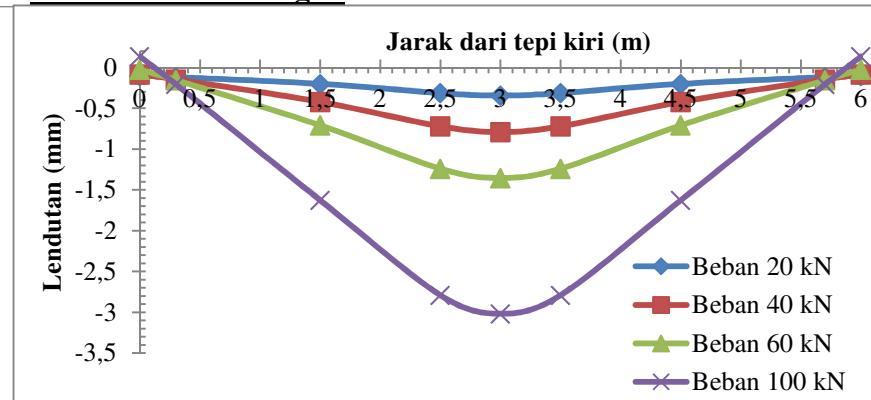 Jarak dari tepi kiri (m)
0
-0,5
-1
-1,5
-2
-2,5
-3
-3,5
0 0,5 1 1,5 2 2,5 3 3,5 4 4,5 5 5,5 6
Lendutan (mm)
Beban 20 kN
Beban 40 kN
Beban 60 kN
Beban 100 kN